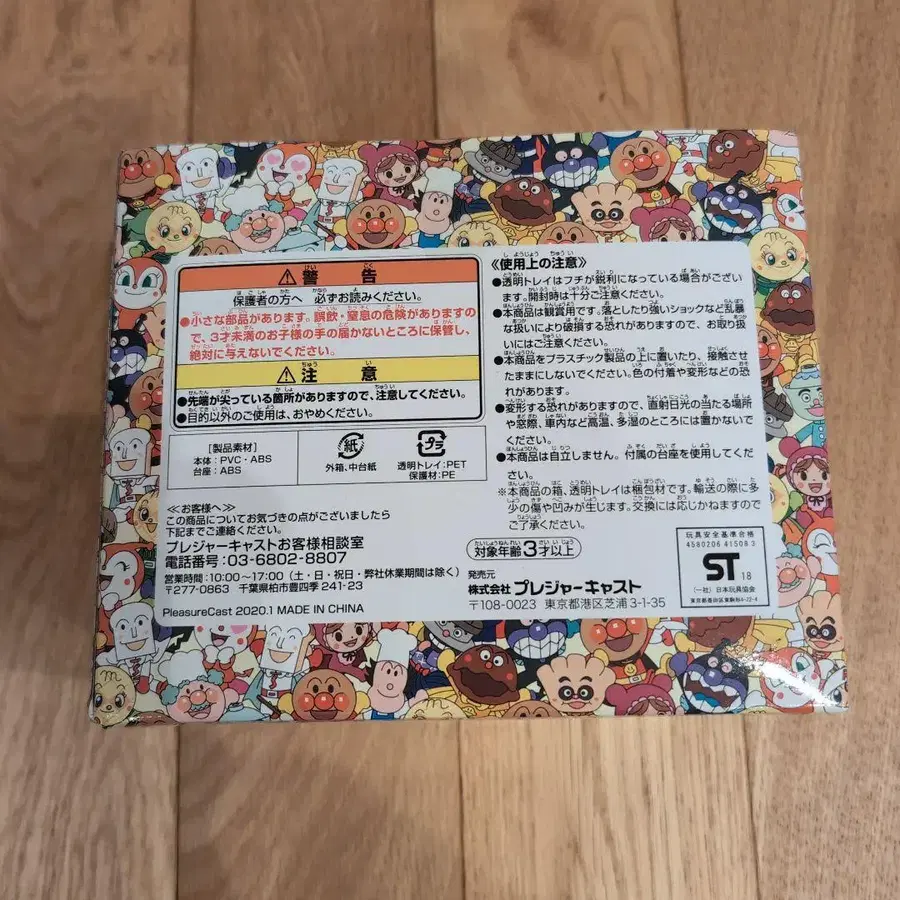 警告
保護者の方へ 必ずお読みください。
●小さな部品があります。誤飲・窒息の危険がありますの
で、3才未満のお子様の手の届かないところに保管し、
絶対に与えないでください。
注意
●先端が尖っている箇所がありますので、注意してください。
●目的以外のご使用は、おやめください。
[製品素材]
本体:PVC・ABS
台座:ABS
紙
外箱、中台紙
プラ
透明トレイ:PET
保護材:PE
≪お客様へ≫
この商品についてお気づきの点がございましたら
下記までご連絡ください。
プレジャーキャストお客様相談室
電話番号:03-6802-8807
営業時間:10:00~17:00(土・日・祝日・弊社休業期間は除く)
〒277-0863 千葉県柏市豊四季241-23
PleasureCast 2020.1 MADE IN CHINA
《使用上の注意》
●透明トレイはフチが鋭利になっている場合がござい
ます。開封時は十分ご注意ください。
●本商品は観賞用です。落としたり強いショックなど乱暴
な扱いにより破損する恐れがありますので、お取り扱
いにはご注意ください。
●本商品をプラスチック製品の上に置いたり、接触させ
たままにしないでください。色の付着や変形などの恐
れがあります。
●変形する恐れがありますので、直射日光の当たる場所
や窓際、車内など高温、多湿のところには置かないで
ください。
●本商品は自立しません。付属の台座を使用してくだ
さい。
※本商品の箱、透明トレイは梱包材です。輸送の際に多
少の傷や凹みが生じます。交換には応じかねますので
ご了承ください。
対象年齢3才以上
発売元
株式会社 プレジャーキャスト
〒108-0023 東京都港区芝浦3-1-35
玩具安全基準合格
4580206 41508 3
ST 18
(一社)日本玩具協会
東京都墨田区東駒形4-22-4